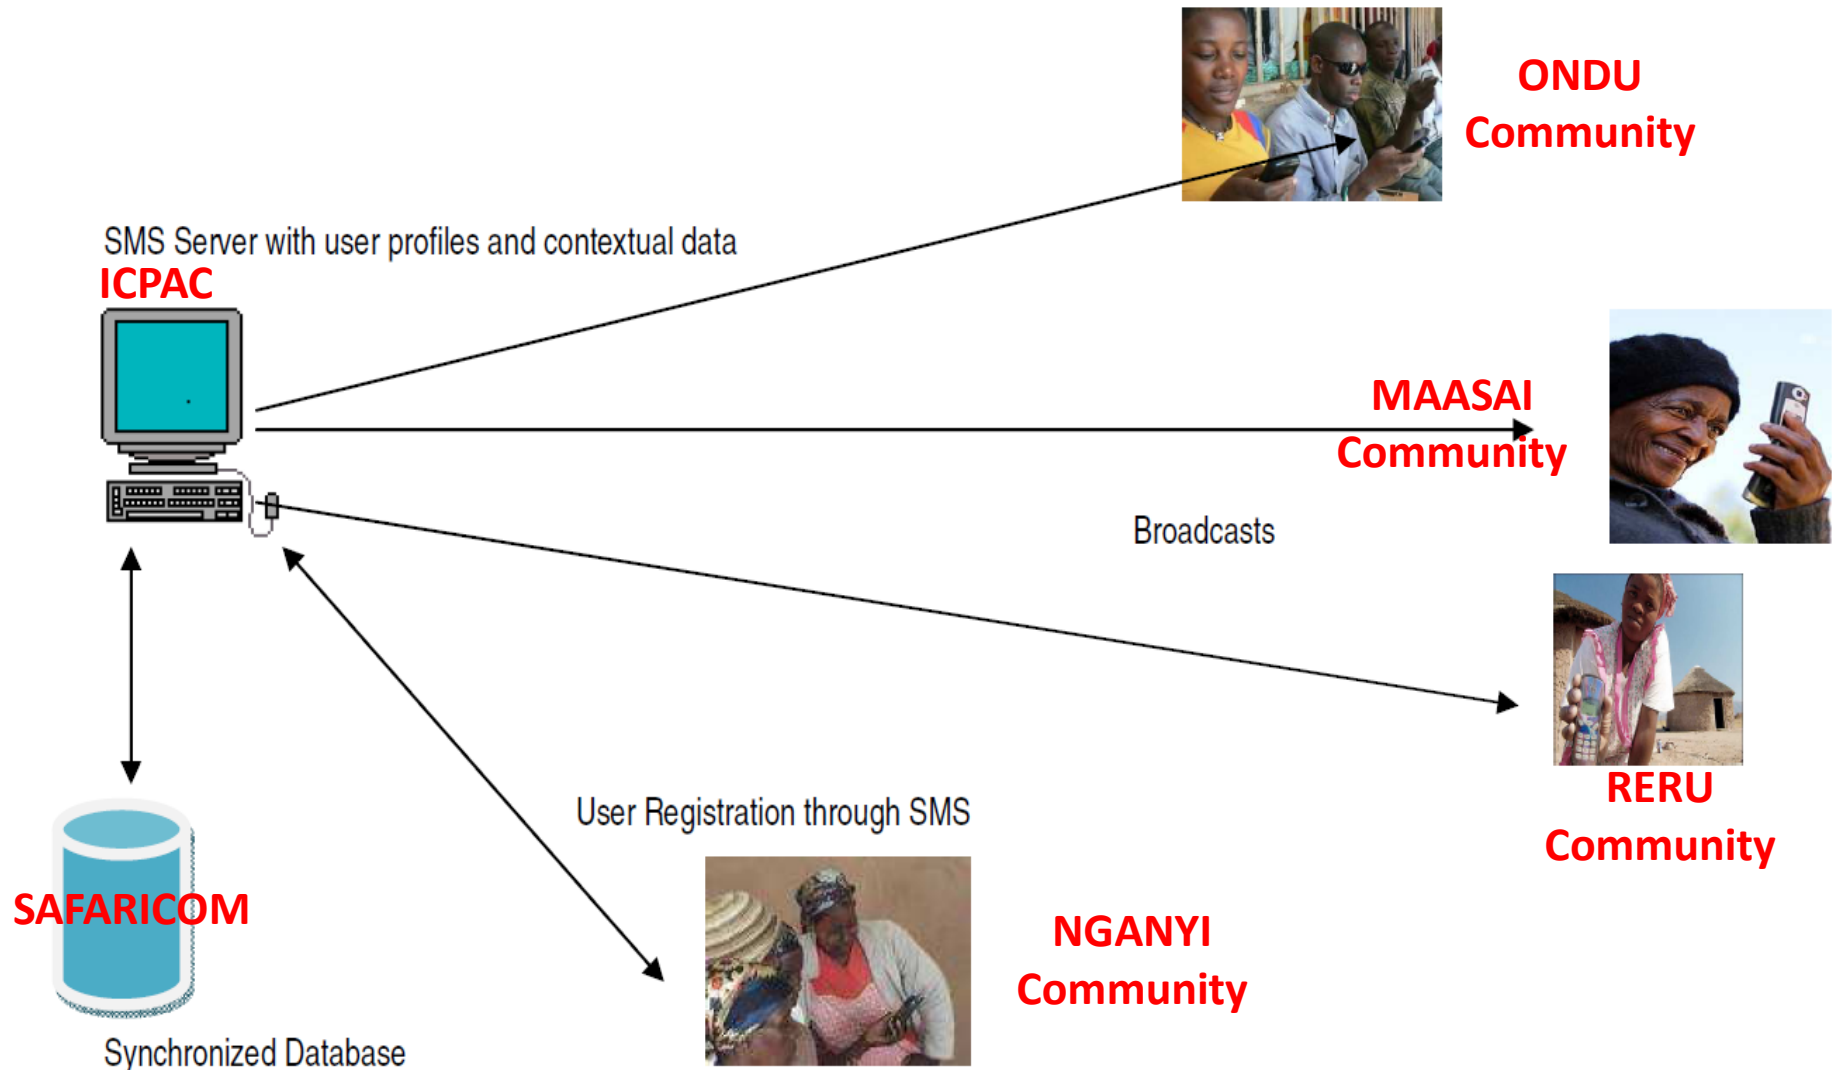 ONDU
Community
SMS Server with user profiles and contextual data
ICPAC
MAASAI
Community
Broadcasts
RERU
Community
User Registration through SMS
SAFARICOM
NGANYI
Community
Synchronized Database